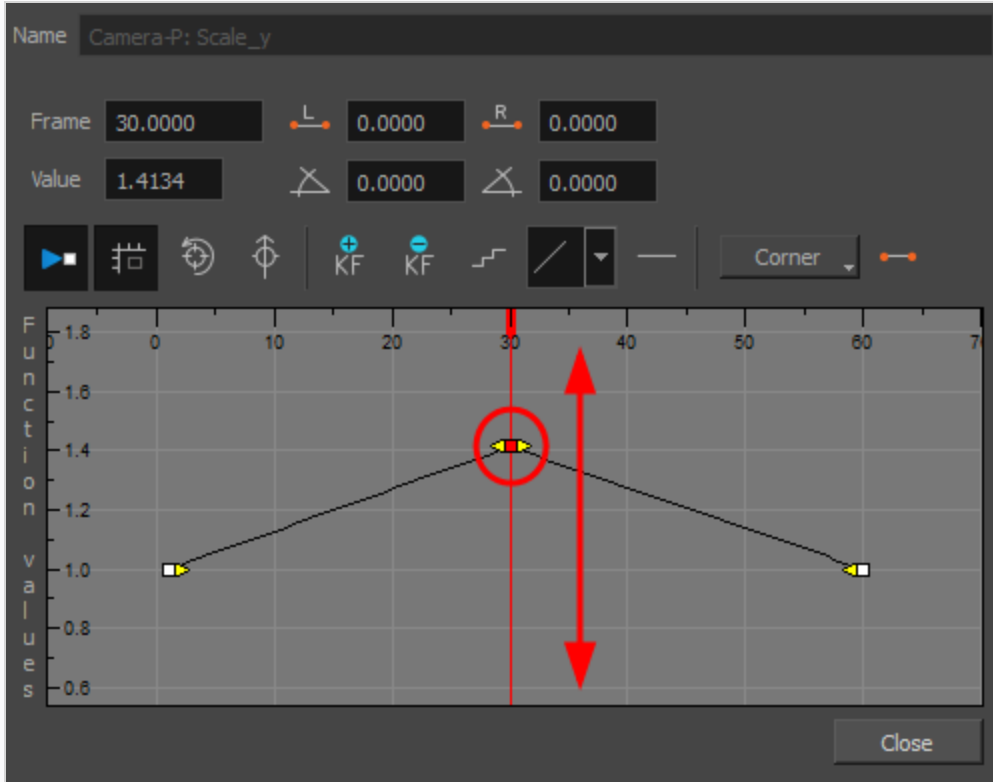 Name Camera-P: Scale_y
Frame 30.0000 L 0.0000 R 0.0000
Value 1.4134 0.0000 0.0000
KF KF Corner
Function values
0 0 10 20 30 40 50 60 70
1.8
1.6
1.4
1.2
1.0
0.8
0.6
Close